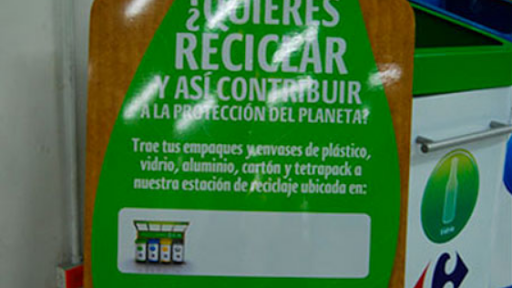 ¿QUIERES
RECICLAR
Y ASÍ CONTRIBUIR
A LA PROTECCIÓN DEL PLANETA?
Trae tus empaques y envases de plástico,
vidrio, aluminio, cartón y tetrapack a
nuestra estación de reciclaje ubicada en: